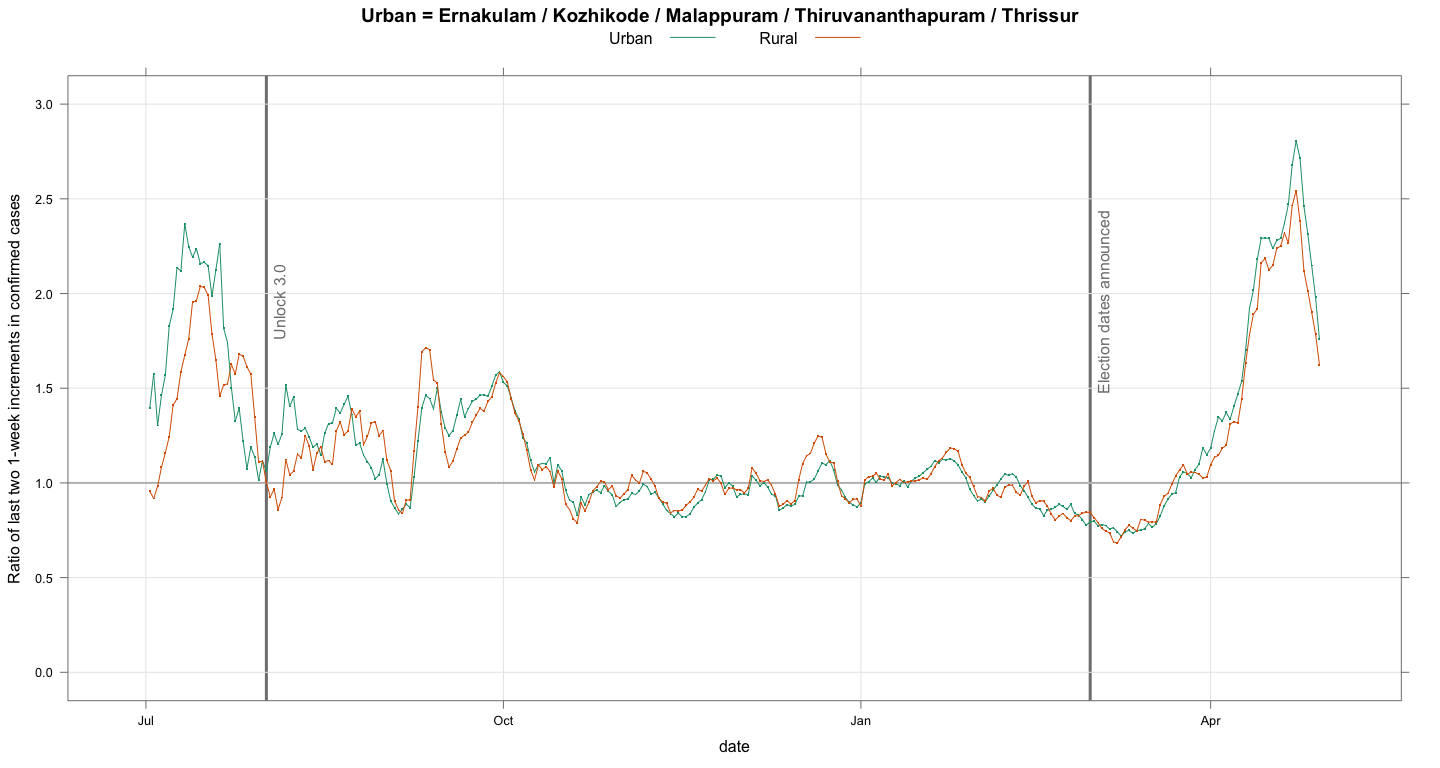 Urban = Ernakulam / Kozhikode / Malappuram / Thiruvananthapuram / Thrissur
Urban Rural
Ratio of last two 1-week increments in confirmed cases
3.0
2.5
2.0
1.5
1.0
0.5
0.0
Unlock 3.0
Election dates announced
Jul Oct Jan Apr
date